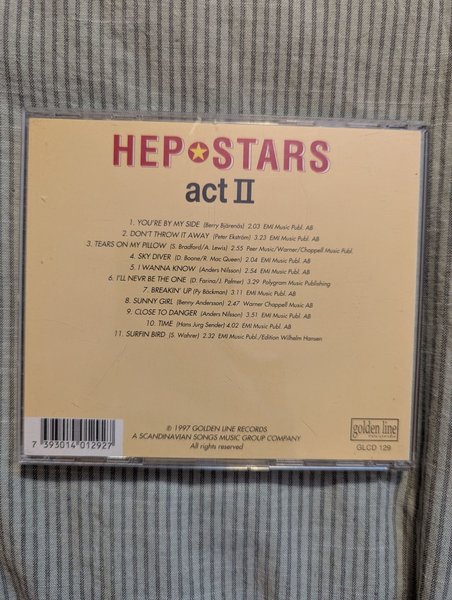 HEP★STARS
act II
1. YOU'RE BY MY SIDE (Berry Björenås) 2.03 EMI Music Publ. AB
2. DON'T THROW IT AWAY (Peter Ekström) 3.23 EMI Music Publ. AB
3. TEARS ON MY PILLOW (S. Bradford/A. Lewis) 2.55 Peer Music/Warner/Chappell Music Publ.
4. SKY DIVER (D. Boone/R. Mac Queen) 2.04 EMI Music Publ. AB
5. I WANNA KNOW (Anders Nilsson) 2.54 EMI Music Publ. AB
6. I'LL NEVR BE THE ONE (D. Farina/J. Palmer) 3.29 Polygram Music Publishing
7. BREAKIN' UP (Py Bäckman) 3.11 EMI Music Publ. AB
8. SUNNY GIRL (Benny Andersson) 2.47 Warner Chappell Music AB
9. CLOSE TO DANGER (Anders Nilsson) 3.51 EMI Music Publ. AB
10. TIME (Hans Jurg Sender) 4.02 EMI Music Publ. AB
11. SURFIN BIRD (S. Wahrer) 2.32 EMI Music Publ./Edition Wilhelm Hansen
7 393014 012927
℗ 1997 GOLDEN LINE RECORDS
A SCANDINAVIAN SONGS MUSIC GROUP COMPANY
All rights reserved
golden line
GLCD 129